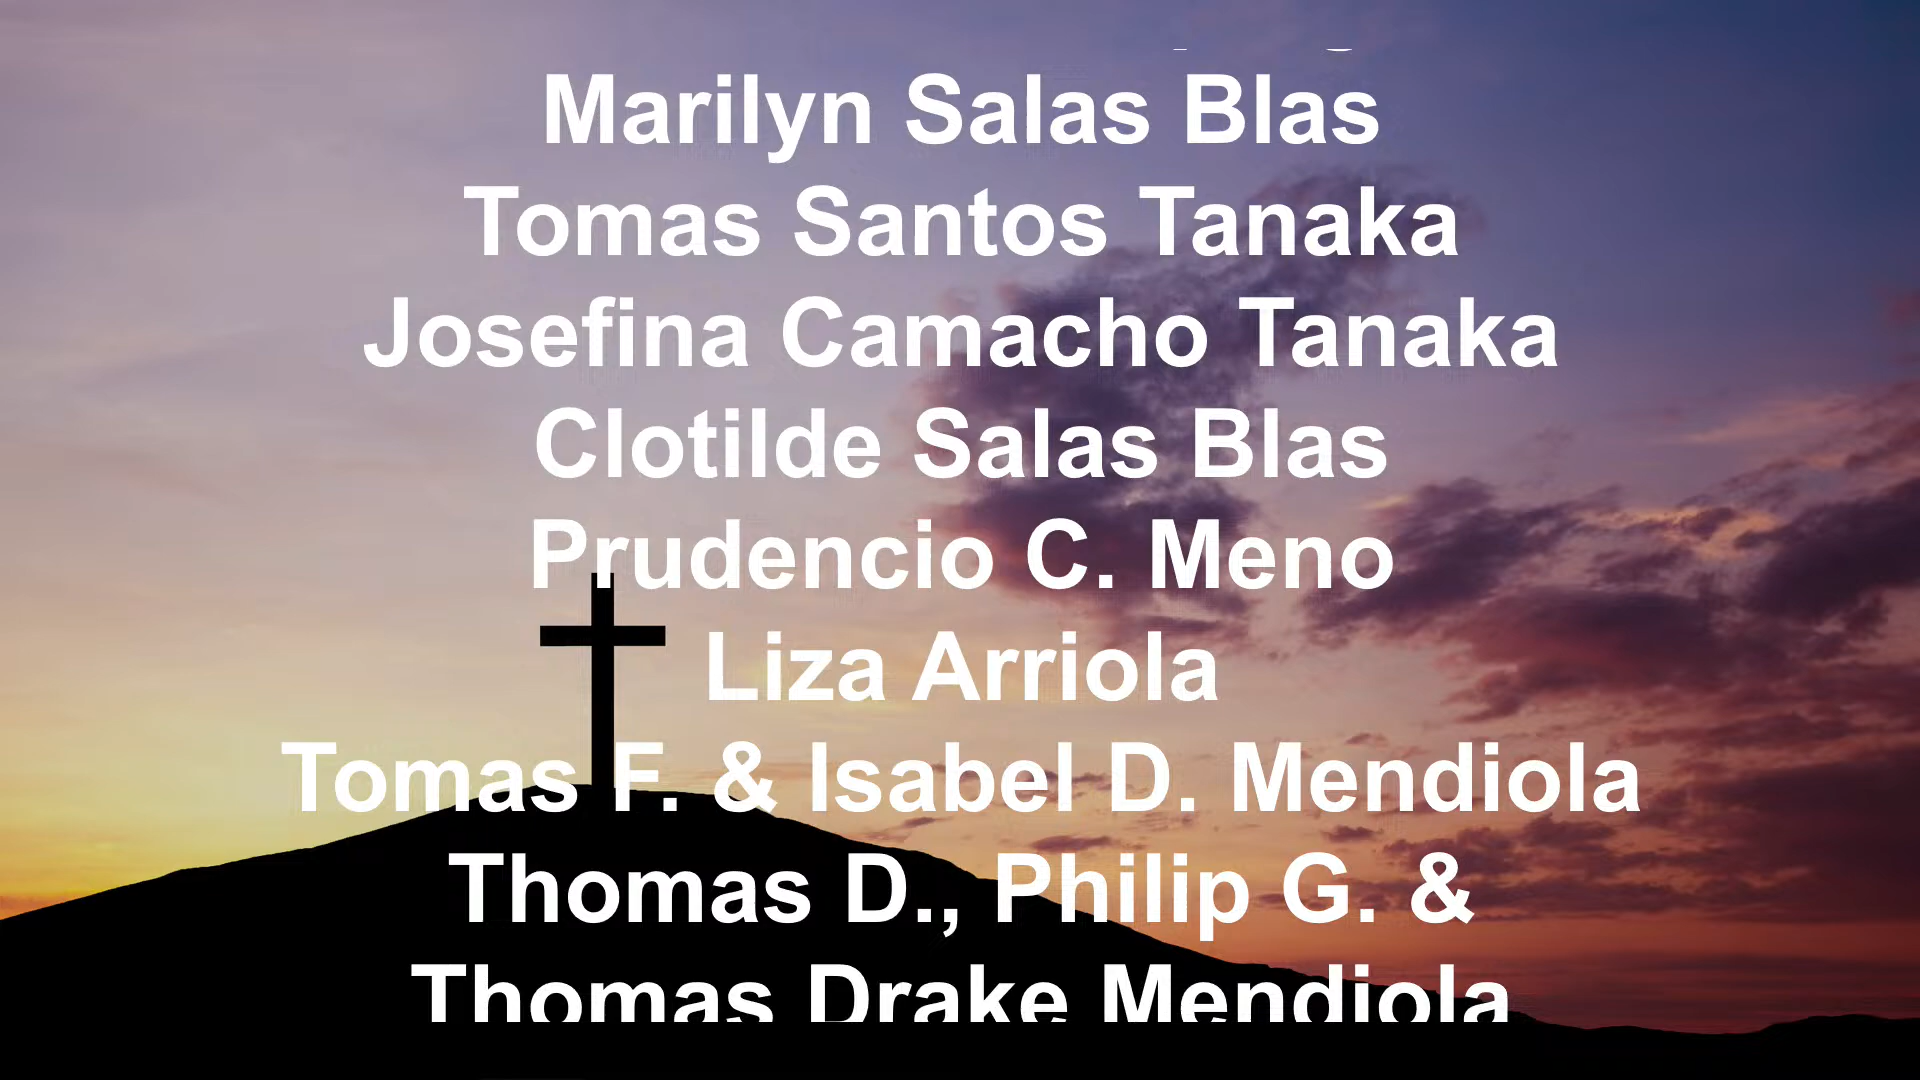 Marilyn Salas Blas
Tomas Santos Tanaka
Josefina Camacho Tanaka
Clotilde Salas Blas
Prudencio C. Meno
Liza Arriola
Tomas F. & Isabel D. Mendiola
Thomas D., Philip G. &
Thomas Drake Mendiola